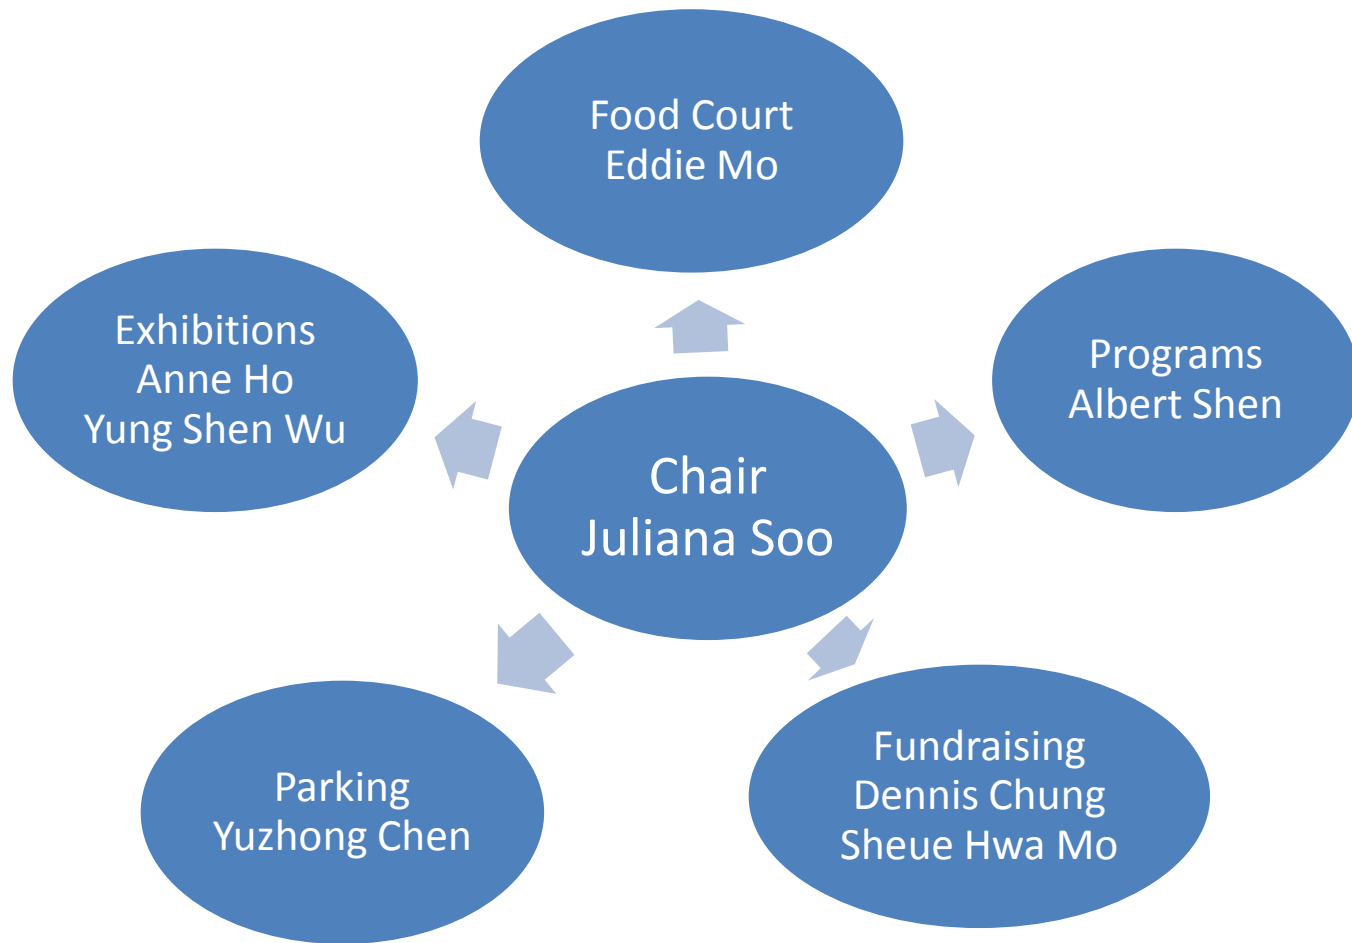 Food Court
Eddie Mo
Exhibitions
Anne Ho
Yung Shen Wu
Programs
Albert Shen
Chair
Juliana Soo
Parking
Yuzhong Chen
Fundraising
Dennis Chung
Sheue Hwa Mo